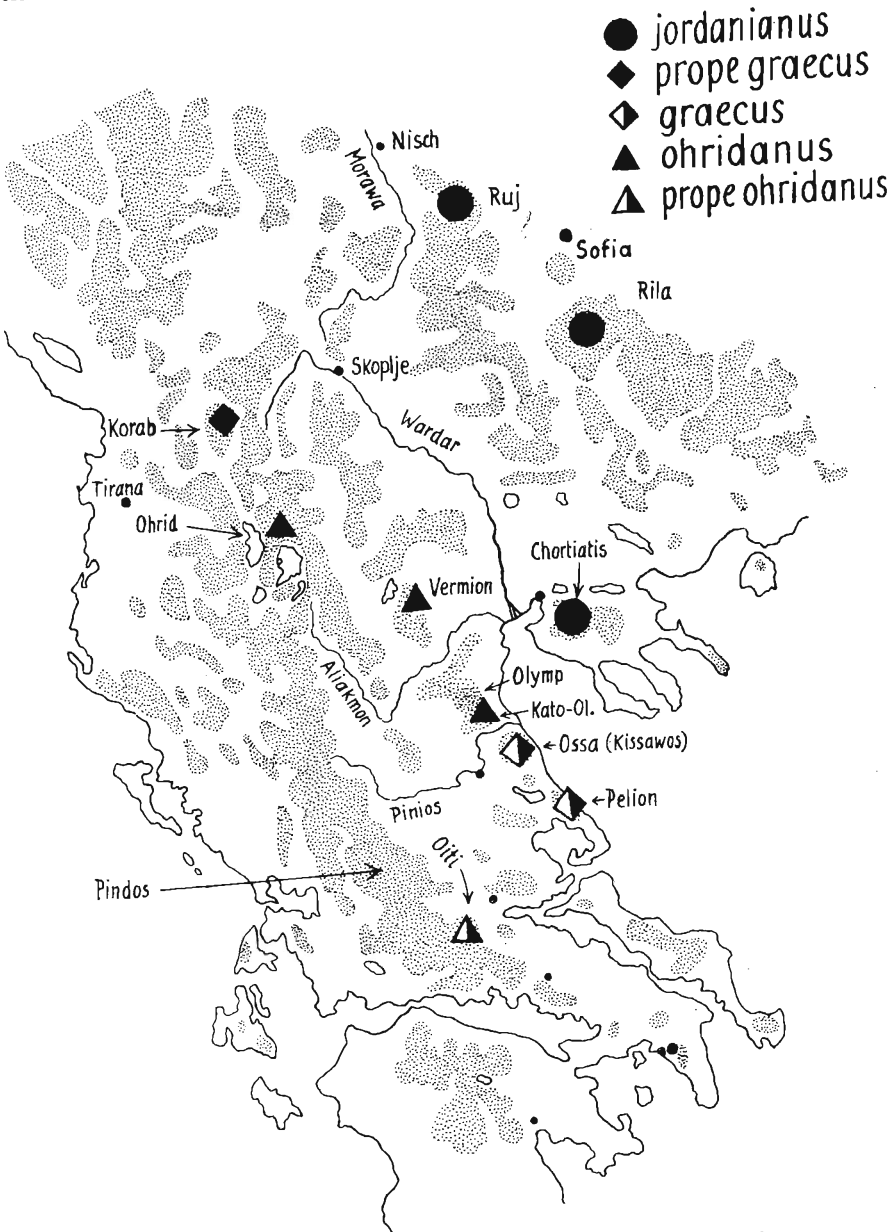 jordanianus
prope graecus
graecus
ohridanus
prope ohridanus
Nisch
Morawa
Ruj
Sofia
Rila
Skoplje
Korab
Wardar
Tirana
Ohrid
Chortiatis
Vermion
Aliakmon
Olymp
Kato-Ol.
Ossa (Kissawos)
Pinios
Pelion
Oiti
Pindos